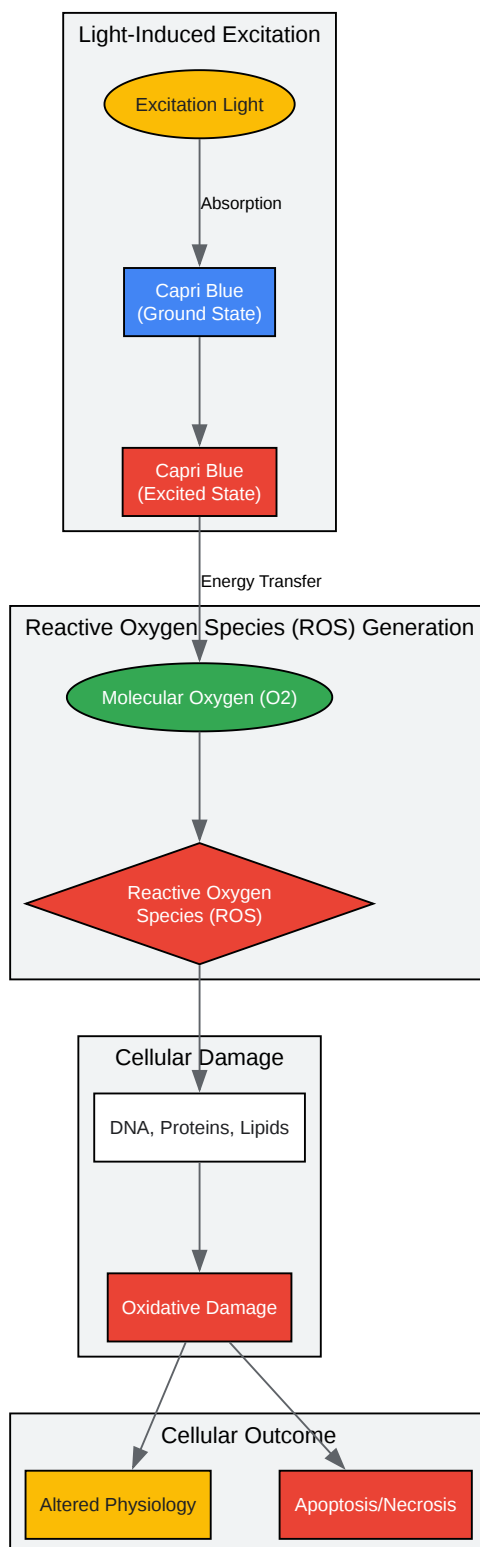 Light-Induced Excitation
Excitation Light
Absorption
Capri Blue
(Ground State)
Capri Blue
(Excited State)
Energy Transfer
Reactive Oxygen Species (ROS) Generation
Molecular Oxygen (O2)
Reactive Oxygen
Species (ROS)
Cellular Damage
DNA, Proteins, Lipids
Oxidative Damage
Cellular Outcome
Altered Physiology
Apoptosis/Necrosis